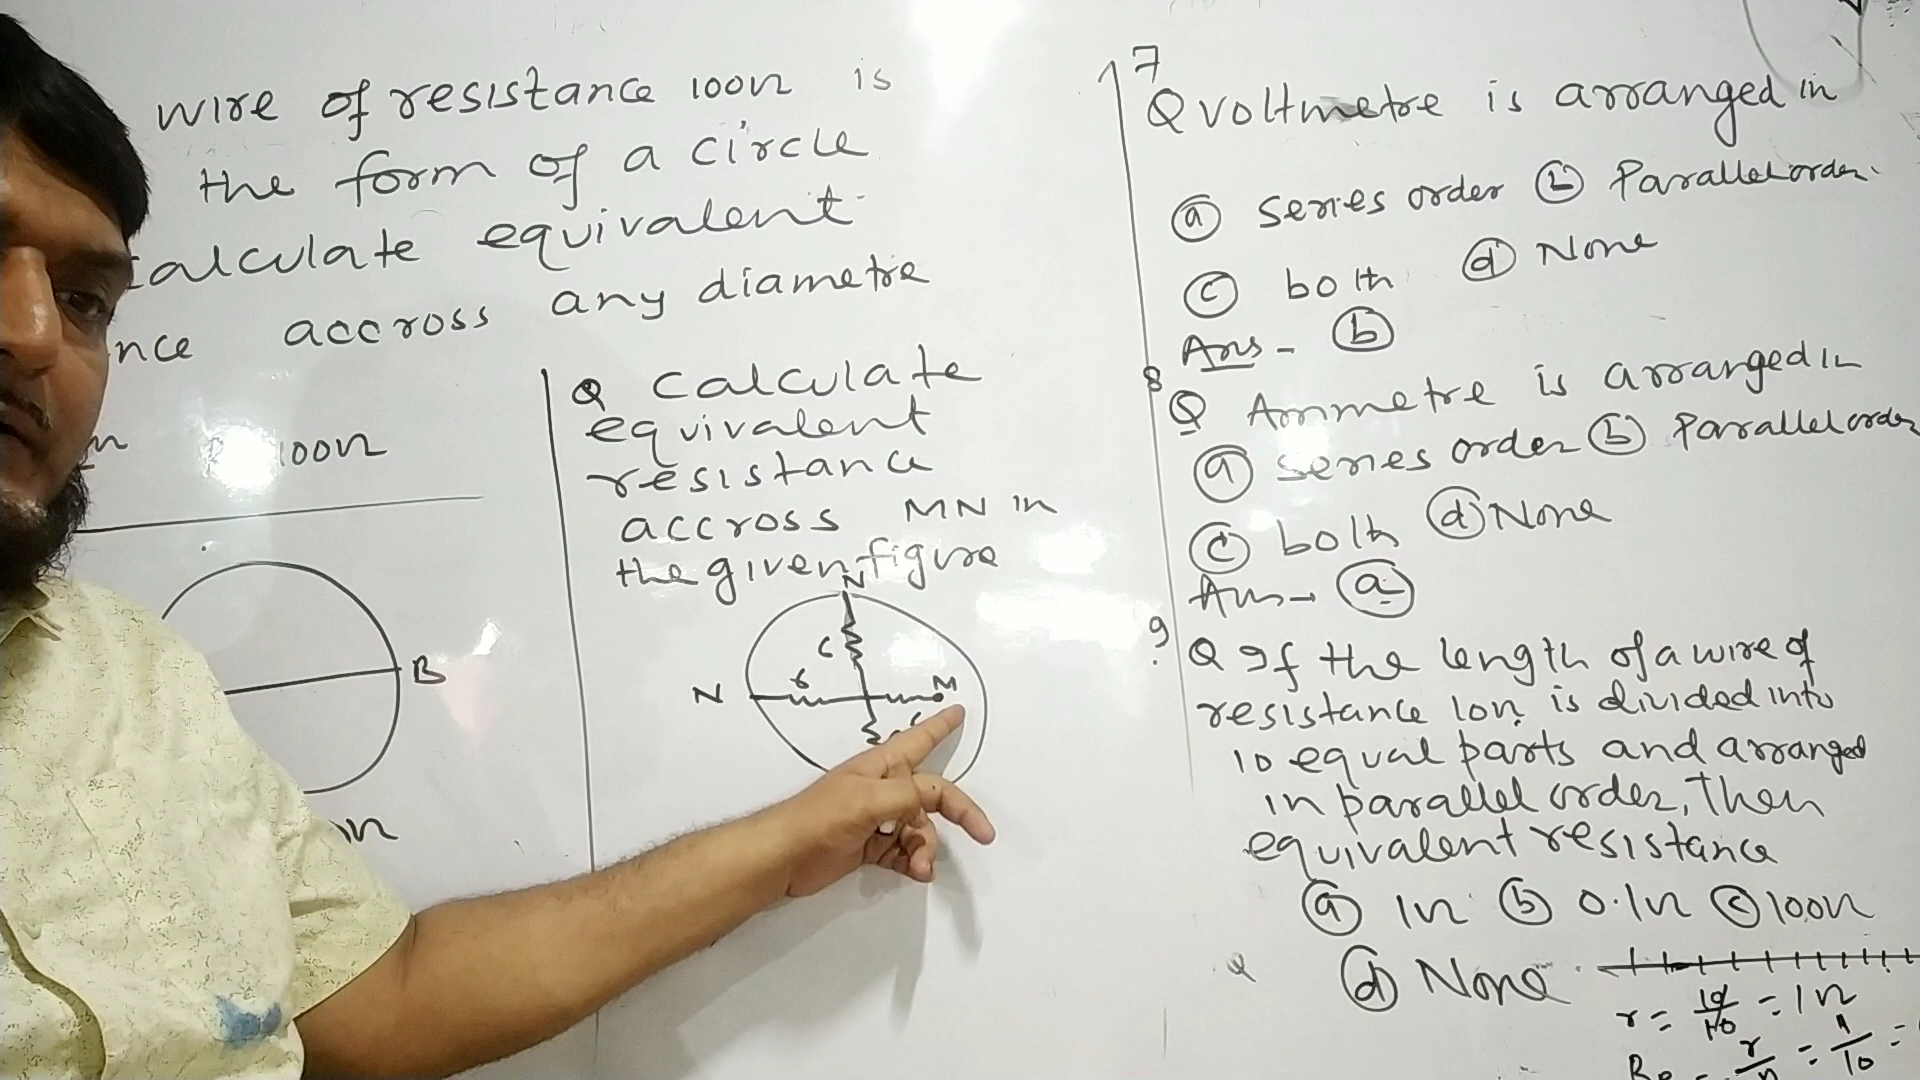 wire of resistance 100Ω is
the form of a circle
calculate equivalent
nce accross any diametre
100Ω
B
Q calculate
equivalent
resistance
accross MN in
the given figure
N
r
r
N
M
r
7
Q voltmetre is arranged in
(a) series order (b) Parallel order
(c) both (d) None
Ans - (b)
8
Q Ammetre is arranged in
(a) series order (b) Parallel order
(c) both (d) None
Ans → (a)
9
Q If the length of a wire of
resistance 10Ω is divided into
10 equal parts and arranged
in parallel order, Then
equivalent resistance
(a) 1Ω (b) 0.1Ω (c) 100Ω
(d) None
r = 10/10 = 1Ω
= r/n = 1/10 =